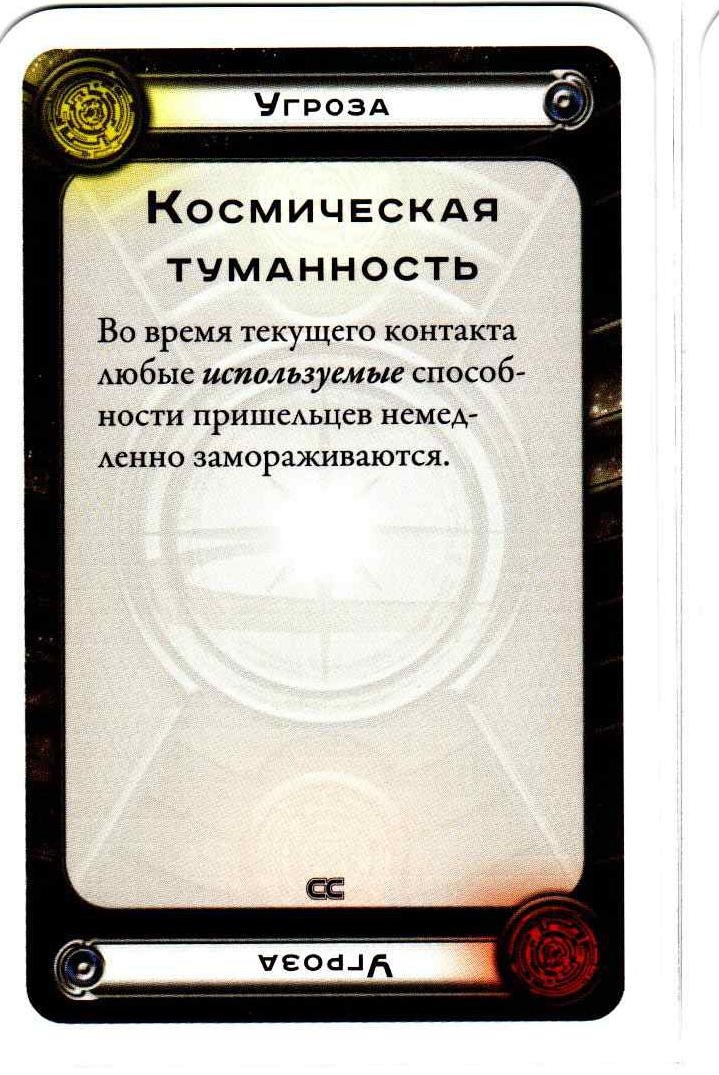 Угроза
Космическая
туманность
Во время текущего контакта
любые используемые способ-
ности пришельцев немед-
ленно замораживаются.
CC
Угроза